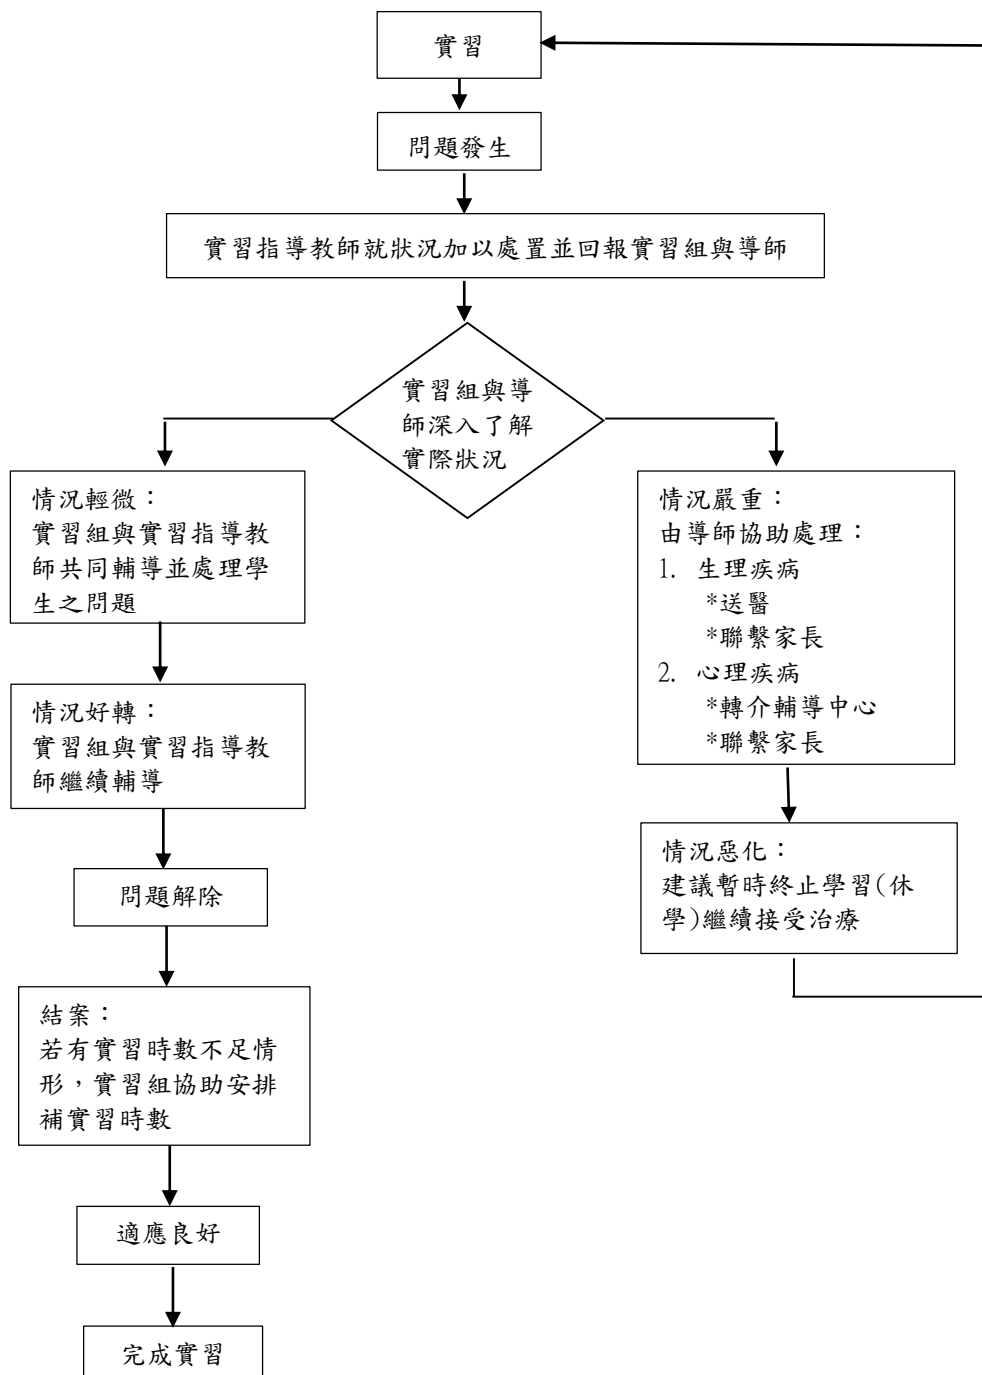 實習
問題發生
實習指導教師就狀況加以處置並回報實習組與導師
實習組與導
師深入了解
實際狀況
情況輕微：
實習組與實習指導教
師共同輔導並處理學
生之問題
情況好轉：
實習組與實習指導教
師繼續輔導
問題解除
結案：
若有實習時數不足情
形，實習組協助安排
補實習時數
適應良好
完成實習
情況嚴重：
由導師協助處理：
1. 生理疾病
*送醫
*聯繫家長
2. 心理疾病
*轉介輔導中心
*聯繫家長
情況惡化：
建議暫時終止學習(休
學)繼續接受治療